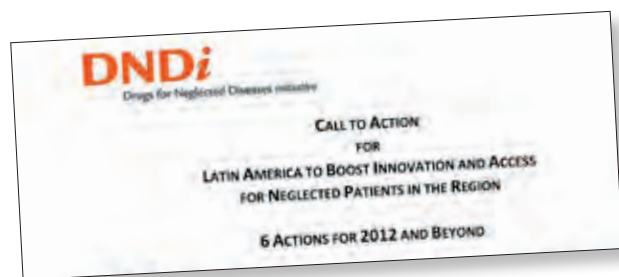 DNDi
Drugs for Neglected Diseases initiative
CALL TO ACTION
FOR
LATIN AMERICA TO BOOST INNOVATION AND ACCESS
FOR NEGLECTED PATIENTS IN THE REGION
6 ACTIONS FOR 2012 AND BEYOND